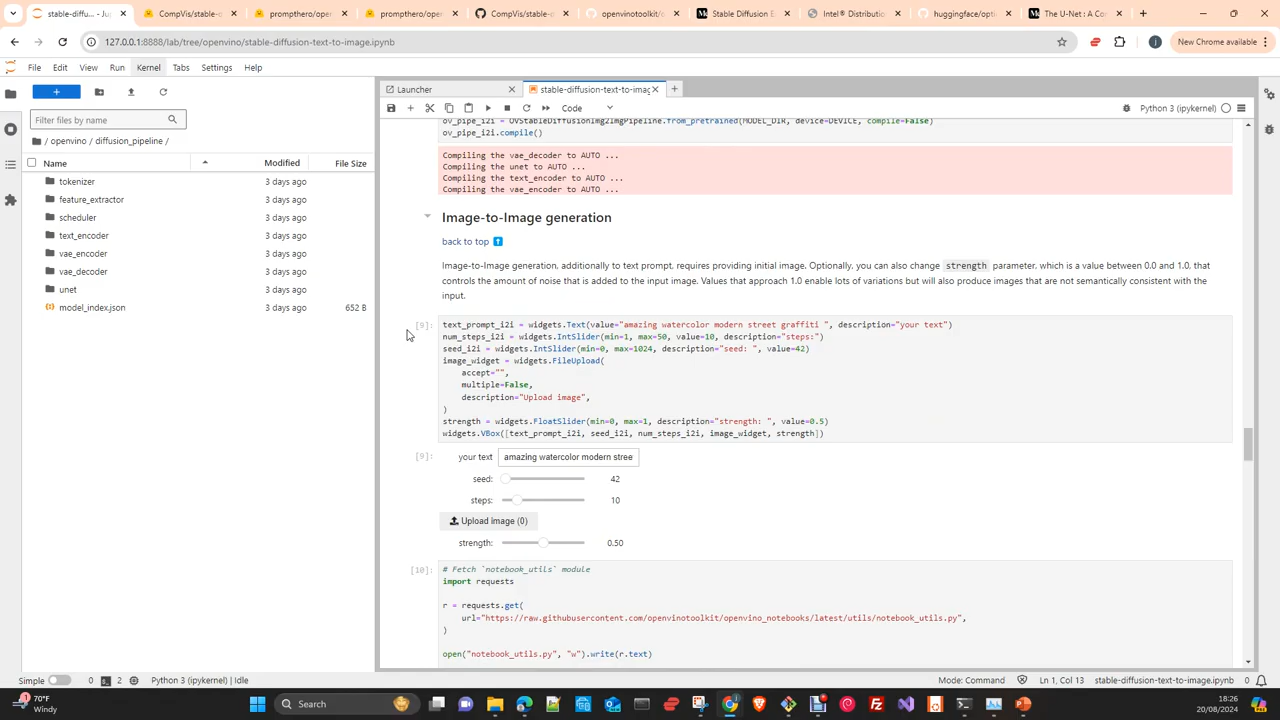 stable-diffusion-text-to-image
CompVis/stable-d
prompthero/open
prompthero/open
CompVis/stable-d
openvinotoolkit/o
Stable Diffusion E
Intel® Distributio
huggingface/opti
The U-Net : A Co
127.0.0.1:8888/lab/tree/openvino/stable-diffusion-text-to-image.ipynb
New Chrome available
File Edit View Run Kernel Tabs Settings Help
Launcher
stable-diffusion-text-to-imag
Filter files by name
Code
Python 3 (ipykernel)
/ openvino / diffusion_pipeline /
Name Modified File Size
tokenizer 3 days ago
feature_extractor 3 days ago
scheduler 3 days ago
text_encoder 3 days ago
vae_encoder 3 days ago
vae_decoder 3 days ago
unet 3 days ago
model_index.json 3 days ago 652 B
ov_pipe_i2i = OVStableDiffusionImg2ImgPipeline.from_pretrained(MODEL_DIR, device=DEVICE, compile=False)
ov_pipe_i2i.compile()
Compiling the vae_decoder to AUTO ...
Compiling the unet to AUTO ...
Compiling the text_encoder to AUTO ...
Compiling the vae_encoder to AUTO ...
Image-to-Image generation
back to top
Image-to-Image generation, additionally to text prompt, requires providing initial image. Optionally, you can also change strength parameter, which is a value between 0.0 and 1.0, that
controls the amount of noise that is added to the input image. Values that approach 1.0 enable lots of variations but will also produce images that are not semantically consistent with the
input.
[9]: text_prompt_i2i = widgets.Text(value="amazing watercolor modern street graffiti ", description="your text")
num_steps_i2i = widgets.IntSlider(min=1, max=50, value=10, description="steps:")
seed_i2i = widgets.IntSlider(min=0, max=1024, description="seed: ", value=42)
image_widget = widgets.FileUpload(
accept="",
multiple=False,
description="Upload image",
)
strength = widgets.FloatSlider(min=0, max=1, description="strength: ", value=0.5)
widgets.VBox([text_prompt_i2i, seed_i2i, num_steps_i2i, image_widget, strength])
[9]: your text amazing watercolor modern stree
seed: 42
steps: 10
Upload image (0)
strength: 0.50
[10]: # Fetch `notebook_utils` module
import requests
r = requests.get(
url="https://raw.githubusercontent.com/openvinotoolkit/openvino_notebooks/latest/utils/notebook_utils.py",
)
open("notebook_utils.py", "w").write(r.text)
Simple 0 2 Python 3 (ipykernel) | Idle Mode: Command Ln 1, Col 13 stable-diffusion-text-to-image.ipynb 0
70°F
Windy
Search
18:26
20/08/2024